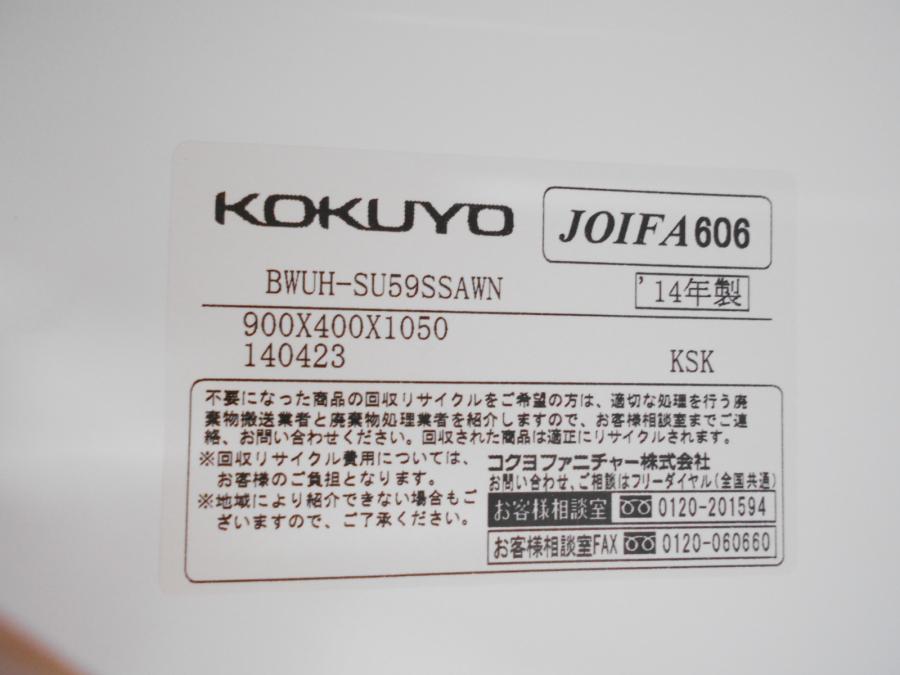 KOKUYO
JOIFA606
BWUH-SU59SSAWN
'14年製
900X400X1050
140423
KSK
不要になった商品の回収リサイクルをご希望の方は、適切な処理を行う廃
棄物搬送業者と廃棄物処理業者を紹介しますので、お客様相談室までご連
絡、お問い合わせください。回収された商品は適正にリサイクルされます。
※回収リサイクル費用については、
お客様のご負担となります。
※地域により紹介できない場合もご
ざいますので、ご了承ください。
コクヨファニチャー株式会社
お問い合わせ、ご相談はフリーダイヤル(全国共通)
お客様相談室 0120-201594
お客様相談室FAX 0120-060660